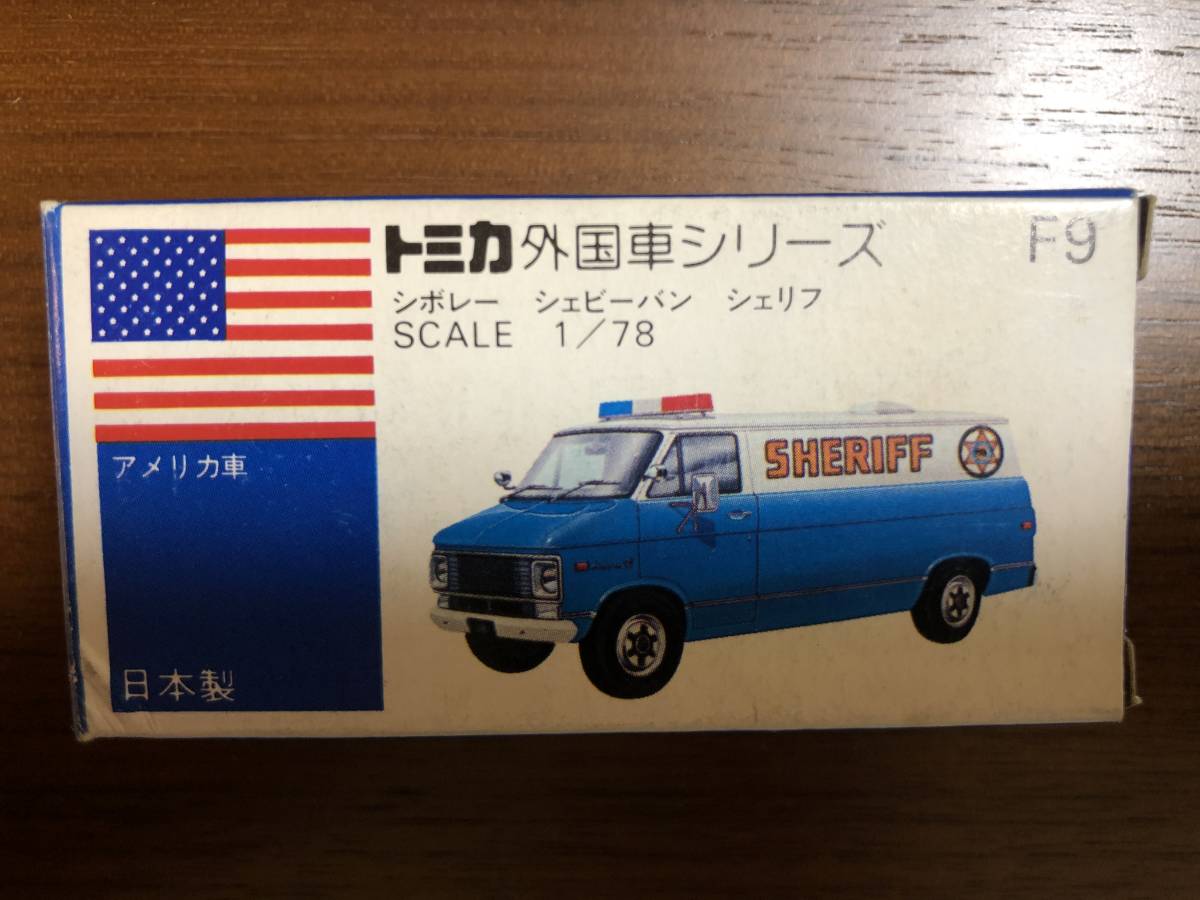 トミカ外国車シリーズ F9
シボレー シェビーバン シェリフ
SCALE 1/78
アメリカ車
SHERIFF
日本製